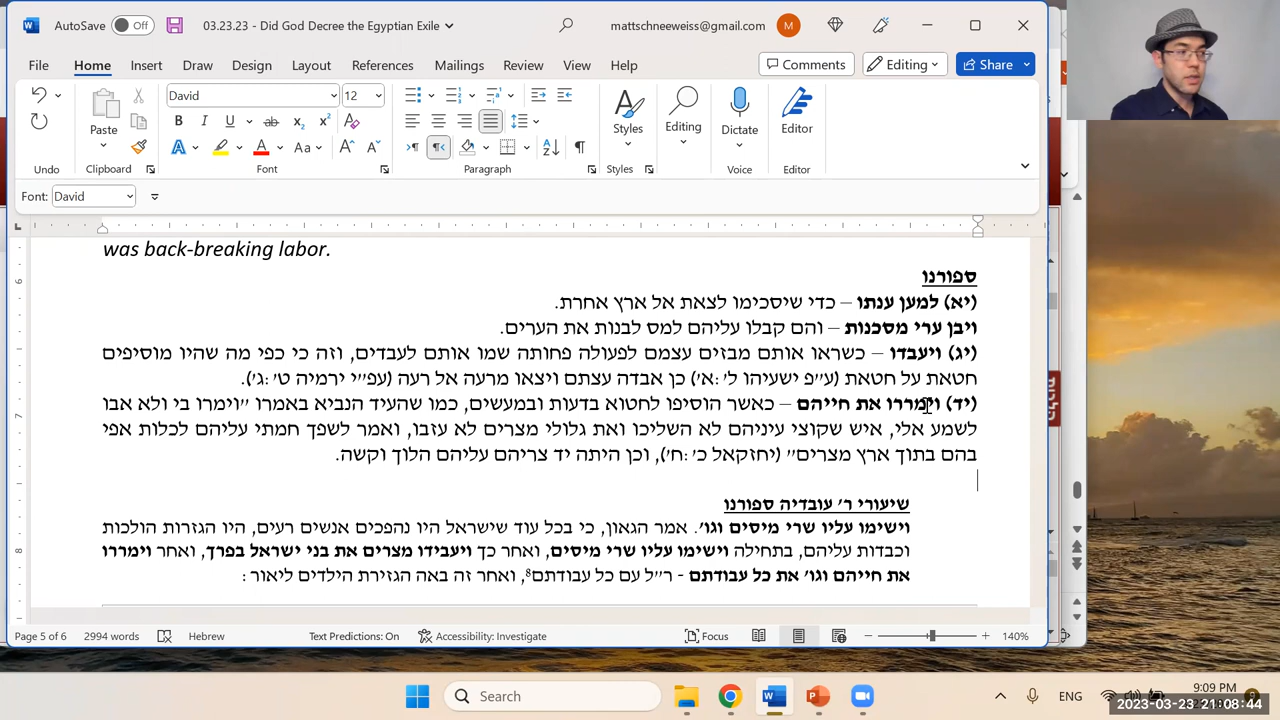 AutoSave Off 03.23.23 - Did God Decree the Egyptian Exile mattschneeweiss@gmail.com M
File Home Insert Draw Design Layout References Mailings Review View Help Comments Editing Share
David 12
Paste Styles Editing Dictate Editor
Undo Clipboard Font Paragraph Styles Voice Editor
Font: David
was back-breaking labor.
ספורנו
(יא) למען ענתו – כדי שיסכימו לצאת אל ארץ אחרת.
ויבן ערי מסכנות – והם קבלו עליהם למס לבנות את הערים.
(יג) ויעבדו – כשראו אותם מבזים עצמם לפעולה פחותה שמו אותם לעבדים, וזה כי כפי מה שהיו מוסיפים
חטאת על חטאת (ע״פ ישעיהו ל׳:א׳) כן אבדה עצתם ויצאו מרעה אל רעה (עפ״י ירמיה ט׳:ג׳).
(יד) וימררו את חייהם – כאשר הוסיפו לחטוא בדעות ובמעשים, כמו שהעיד הנביא באמרו ״וימרו בי ולא אבו
לשמע אלי, איש שקוצי עיניהם לא השליכו ואת גלולי מצרים לא עזבו, ואמר לשפך חמתי עליהם לכלות אפי
בהם בתוך ארץ מצרים״ (יחזקאל כ׳:ח׳), וכן היתה יד צריהם עליהם הלוך וקשה.
שיעורי ר׳ עובדיה ספורנו
וישימו עליו שרי מיסים וגו׳. אמר הגאון, כי בכל עוד שישראל היו נהפכים אנשים רעים, היו הגזרות הולכות
וכבדות עליהם, בתחילה וישימו עליו שרי מיסים, ואחר כך ויעבידו מצרים את בני ישראל בפרך, ואחר וימררו
את חייהם וגו׳ את כל עבודתם - ר״ל עם כל עבודתם⁸, ואחר זה באה הגזירת הילדים ליאור:
Page 5 of 6 2994 words Hebrew Text Predictions: On Accessibility: Investigate Focus 140%
Search ENG 9:09 PM
2023-03-23 21:08:44